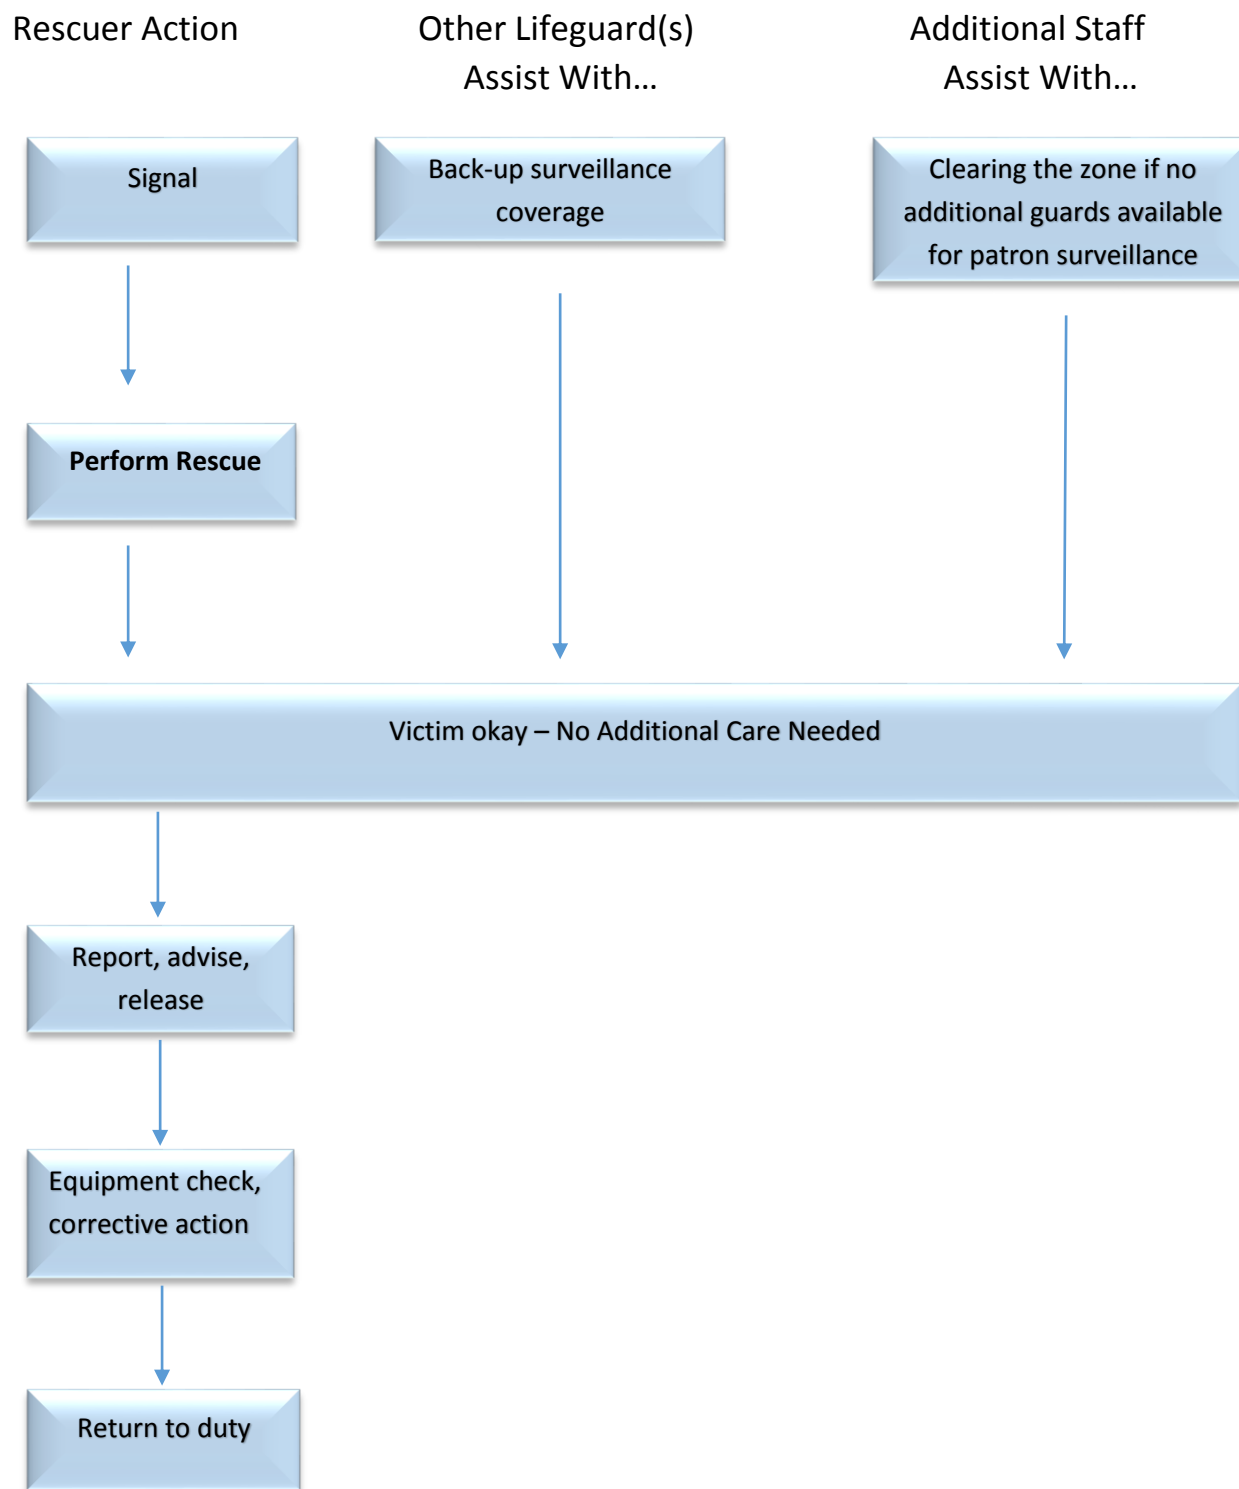 Rescuer Action
Other Lifeguard(s)
Assist With…
Additional Staff
Assist With…
Signal
Back-up surveillance
coverage
Clearing the zone if no
additional guards available
for patron surveillance
Perform Rescue
Victim okay – No Additional Care Needed
Report, advise,
release
Equipment check,
corrective action
Return to duty